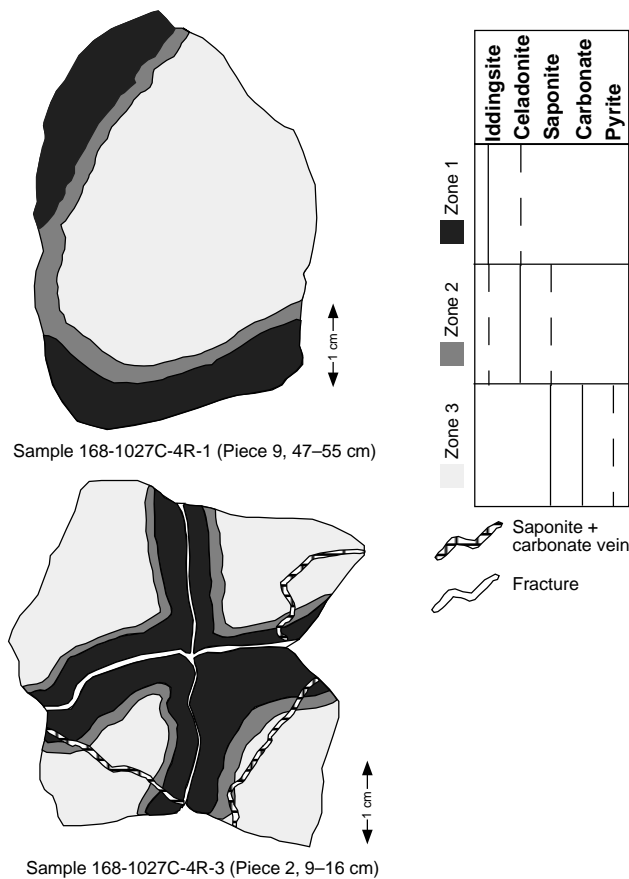 Iddingsite
Celadonite
Saponite
Carbonate
Pyrite
Zone 1
Zone 2
Zone 3
1 cm
Sample 168-1027C-4R-1 (Piece 9, 47–55 cm)
Saponite +
carbonate vein
Fracture
1 cm
Sample 168-1027C-4R-3 (Piece 2, 9–16 cm)